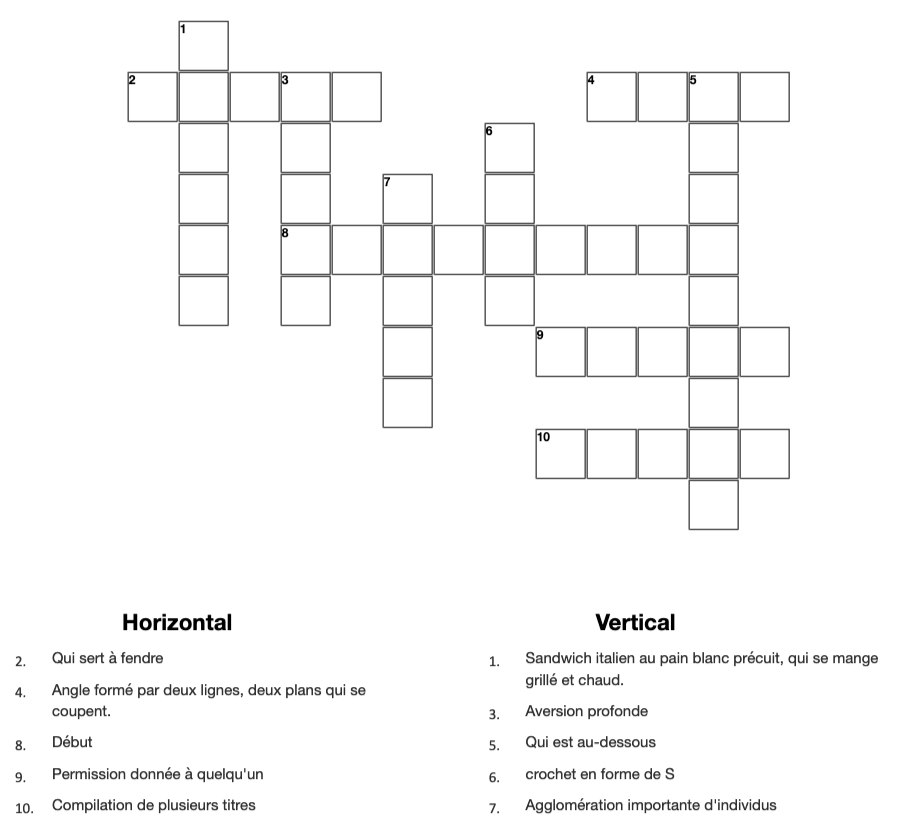 1
2
3
4
5
6
7
8
9
10
Horizontal
2. Qui sert à fendre
4. Angle formé par deux lignes, deux plans qui se
coupent.
8. Début
9. Permission donnée à quelqu'un
10. Compilation de plusieurs titres
Vertical
1. Sandwich italien au pain blanc précuit, qui se mange
grillé et chaud.
3. Aversion profonde
5. Qui est au-dessous
6. crochet en forme de S
7. Agglomération importante d'individus